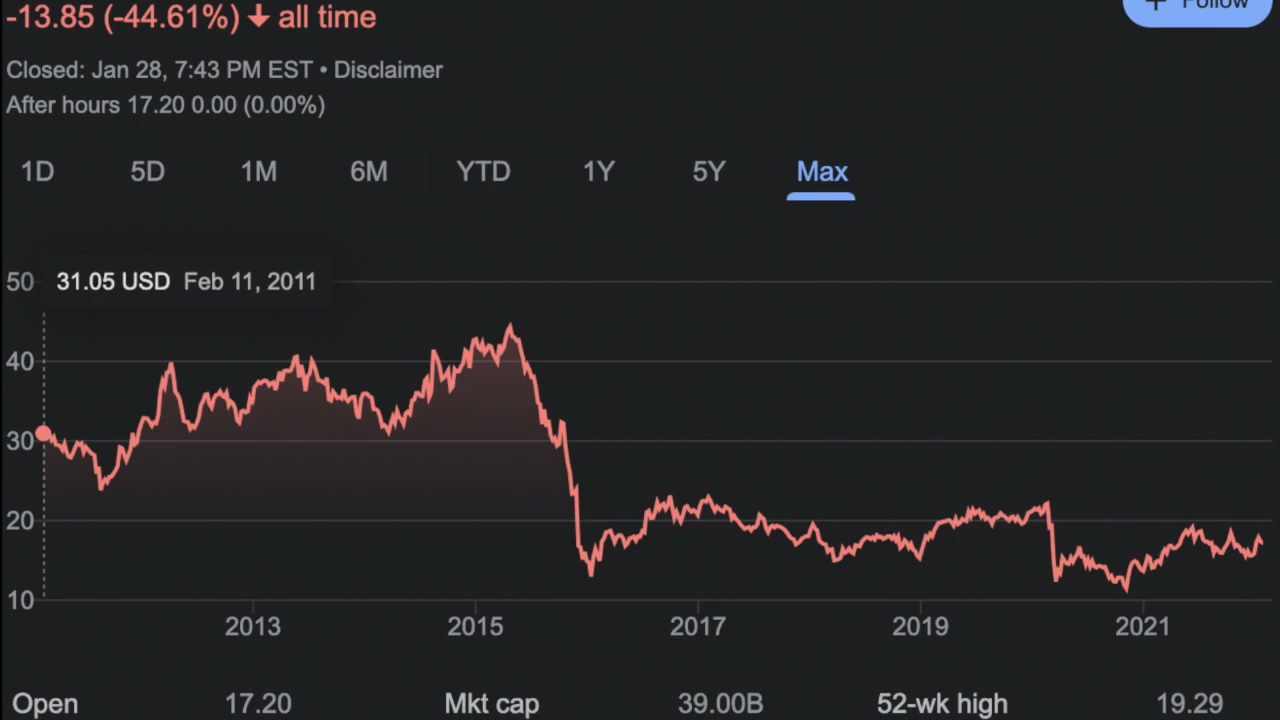 -13.85 (-44.61%) ↓ all time
+ Follow
Closed: Jan 28, 7:43 PM EST • Disclaimer
After hours 17.20 0.00 (0.00%)
1D 5D 1M 6M YTD 1Y 5Y Max
50 31.05 USD Feb 11, 2011
40
30
20
10
2013 2015 2017 2019 2021
Open 17.20 Mkt cap 39.00B 52-wk high 19.29